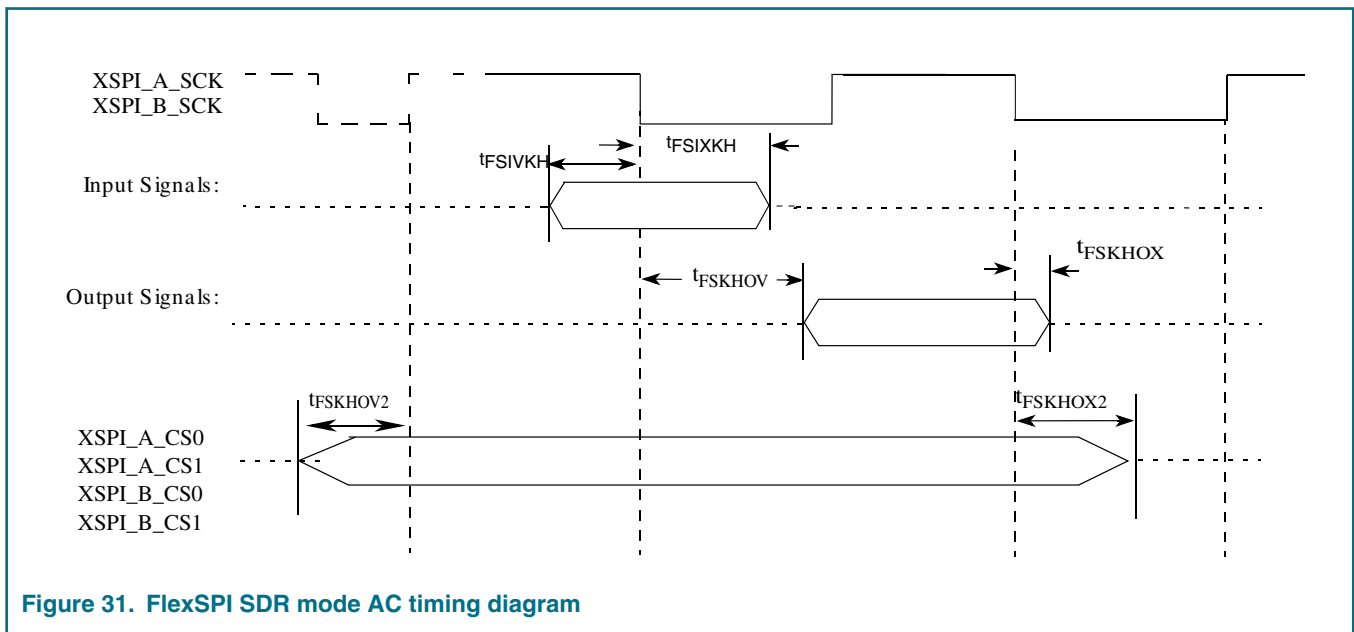 XSPI_A_SCK
XSPI_B_SCK
tFSIVKH
tFSIXKH
Input Signals:
tFSKHOV
tFSKHOX
Output Signals:
tFSKHOV2
tFSKHOX2
XSPI_A_CS0
XSPI_A_CS1
XSPI_B_CS0
XSPI_B_CS1
Figure 31. FlexSPI SDR mode AC timing diagram